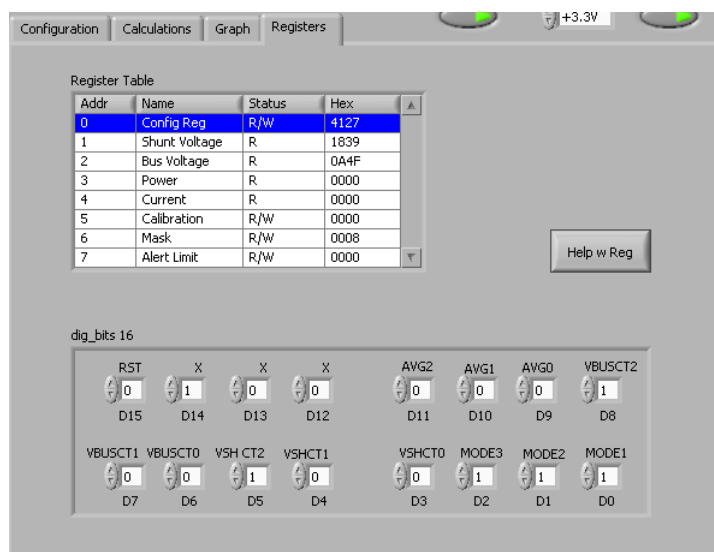 Configuration Calculations Graph Registers +3.3V
Register Table
Addr Name Status Hex
0 Config Reg R/W 4127
1 Shunt Voltage R 1839
2 Bus Voltage R 0A4F
3 Power R 0000
4 Current R 0000
5 Calibration R/W 0000
6 Mask R/W 0008
7 Alert Limit R/W 0000
Help w Reg
dig_bits 16
RST X X X AVG2 AVG1 AVG0 VBUSCT2
0 1 0 0 0 0 0 1
D15 D14 D13 D12 D11 D10 D9 D8
VBUSCT1 VBUSCT0 VSH CT2 VSHCT1 VSHCT0 MODE3 MODE2 MODE1
0 0 1 0 0 1 1 1
D7 D6 D5 D4 D3 D2 D1 D0